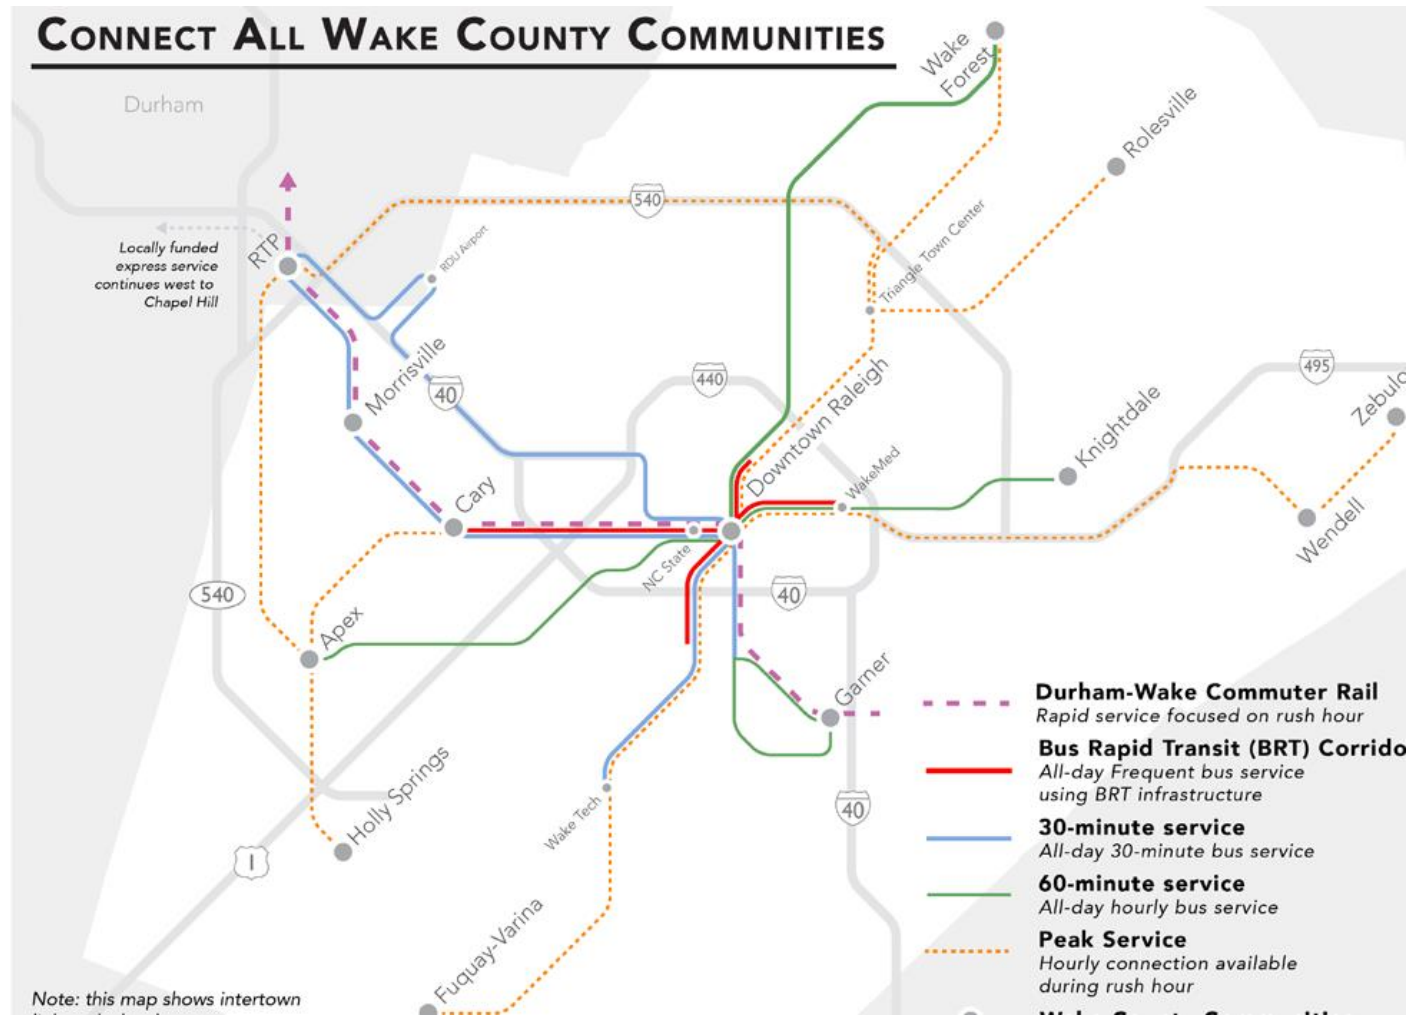 CONNECT ALL WAKE COUNTY COMMUNITIES
Durham
Wake
Forest
Rolesville
540
Triangle Town Center
RDU Airport
RTP
Locally funded
express service
continues west to
Chapel Hill
Morrisville
40
440
495
Downtown Raleigh
Knightdale
Zebulo
WakeMed
Cary
Wendell
NC State
540
40
Apex
Garner
Holly Springs
40
Wake Tech
1
Fuquay-Varina
Durham-Wake Commuter Rail
Rapid service focused on rush hour
Bus Rapid Transit (BRT) Corrido
All-day Frequent bus service
using BRT infrastructure
30-minute service
All-day 30-minute bus service
60-minute service
All-day hourly bus service
Peak Service
Hourly connection available
during rush hour
Wake County Communities
Note: this map shows intertown